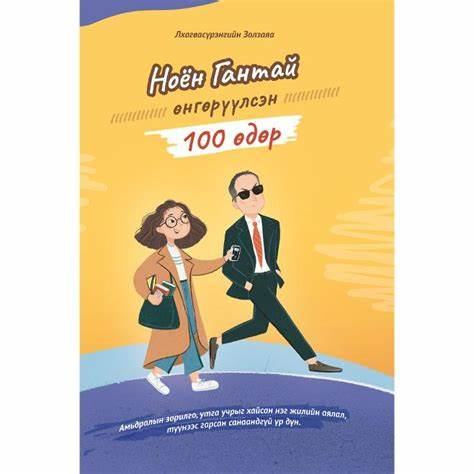 Лхагвасүрэнгийн Золзаяа
Ноён Гантай
өнгөрүүлсэн
100 өдөр
Амьдралын зорилго, утга учрыг хайсан нэг жилийн аялал,
түүнээс гарсан санаандгүй үр дүн.